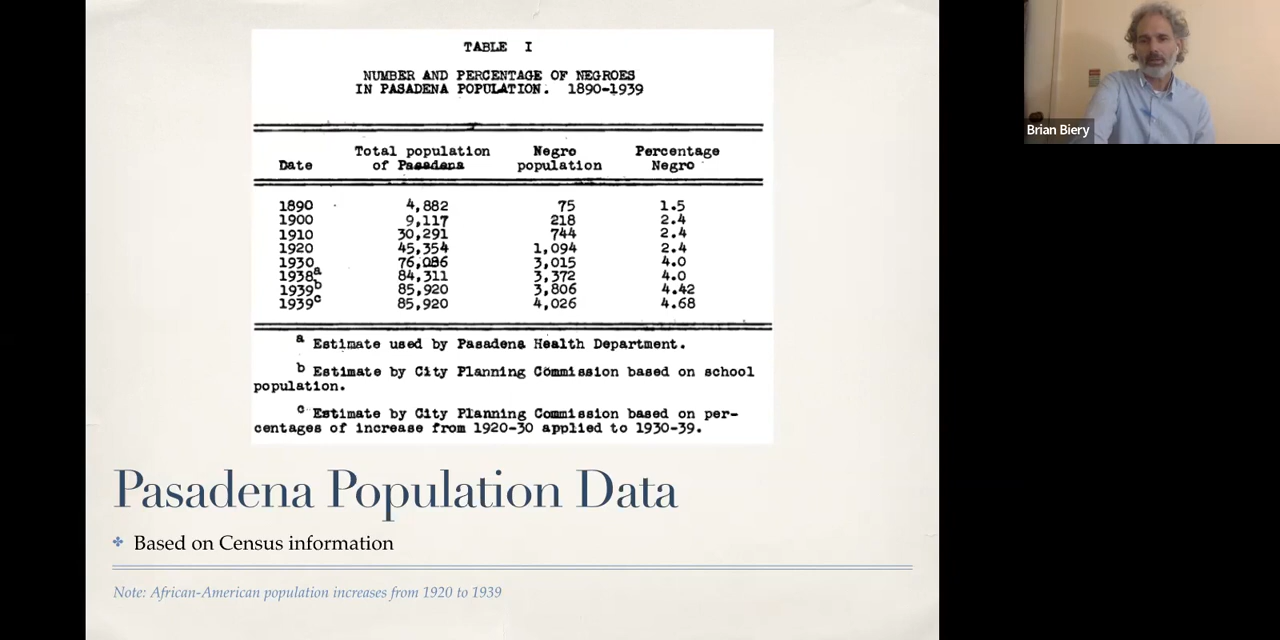 TABLE I
NUMBER AND PERCENTAGE OF NEGROES
IN PASADENA POPULATION. 1890-1939
Date Total population of Pasadena Negro population Percentage Negro
1890 4,882 75 1.5
1900 9,117 218 2.4
1910 30,291 744 2.4
1920 45,354 1,094 2.4
1930 76,086 3,015 4.0
1938a 84,311 3,372 4.0
1939b 85,920 3,806 4.42
1939c 85,920 4,026 4.68
a Estimate used by Pasadena Health Department.
b Estimate by City Planning Commission based on school
population.
c Estimate by City Planning Commission based on per-
centages of increase from 1920-30 applied to 1930-39.
Pasadena Population Data
Based on Census information
Note: African-American population increases from 1920 to 1939
Brian Biery